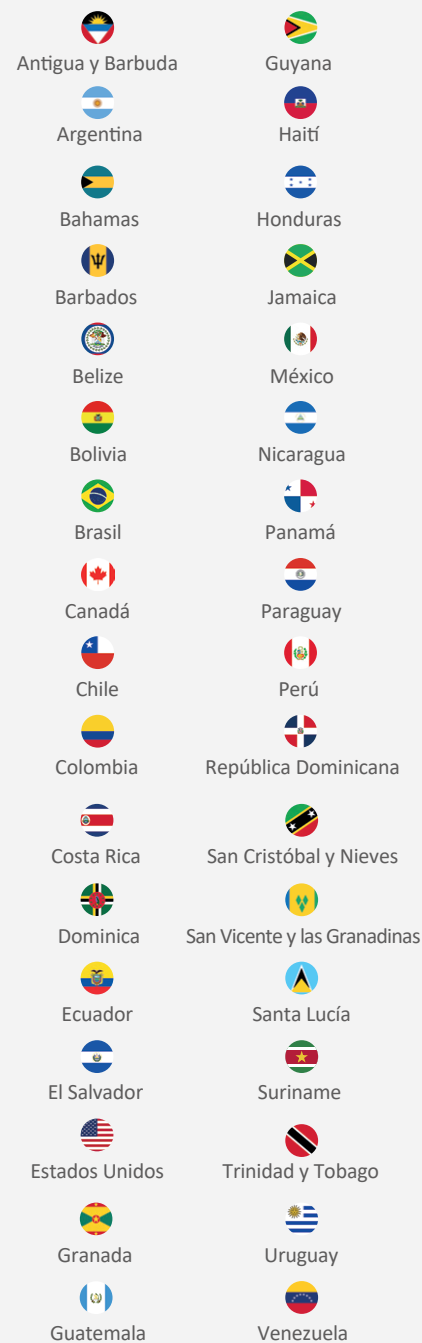 Antigua y Barbuda
Argentina
Bahamas
Barbados
Belize
Bolivia
Brasil
Canadá
Chile
Colombia
Costa Rica
Dominica
Ecuador
El Salvador
Estados Unidos
Granada
Guatemala
Guyana
Haití
Honduras
Jamaica
México
Nicaragua
Panamá
Paraguay
Perú
República Dominicana
San Cristóbal y Nieves
San Vicente y las Granadinas
Santa Lucía
Suriname
Trinidad y Tobago
Uruguay
Venezuela